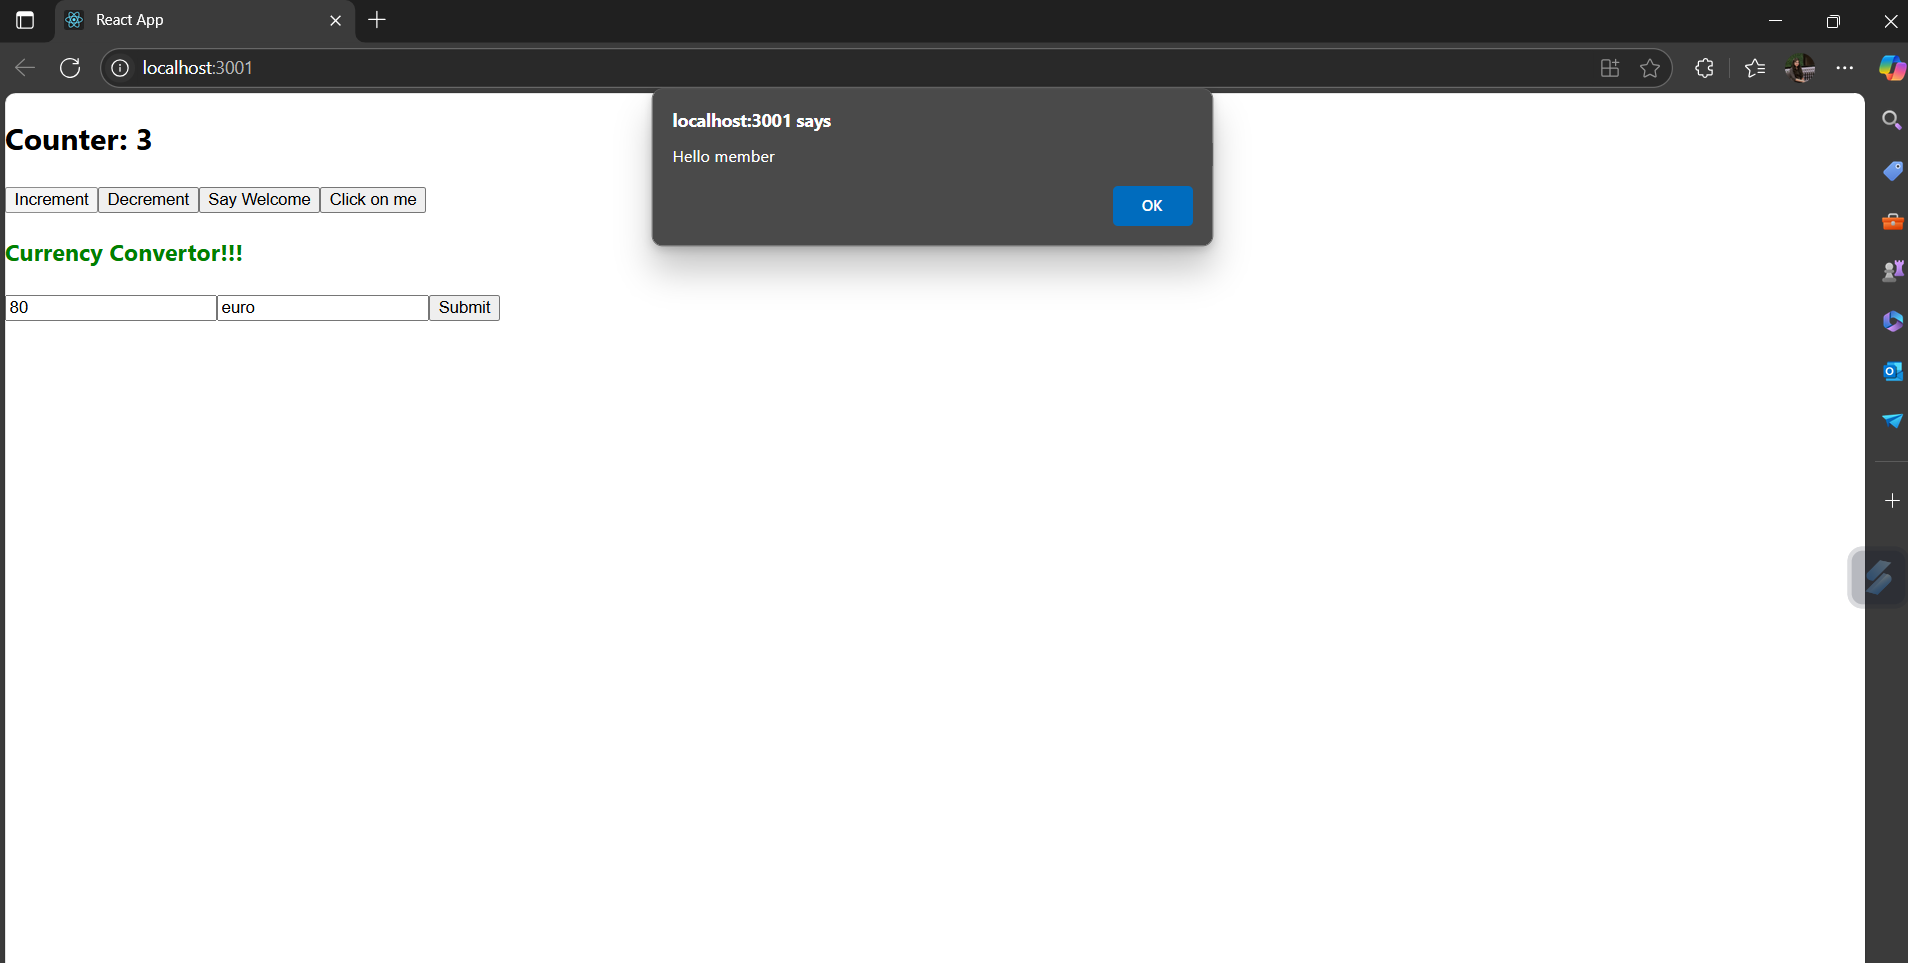 React App
localhost:3001
localhost:3001 says
Hello member
OK
Counter: 3
Increment Decrement Say Welcome Click on me
Currency Convertor!!!
80 euro Submit